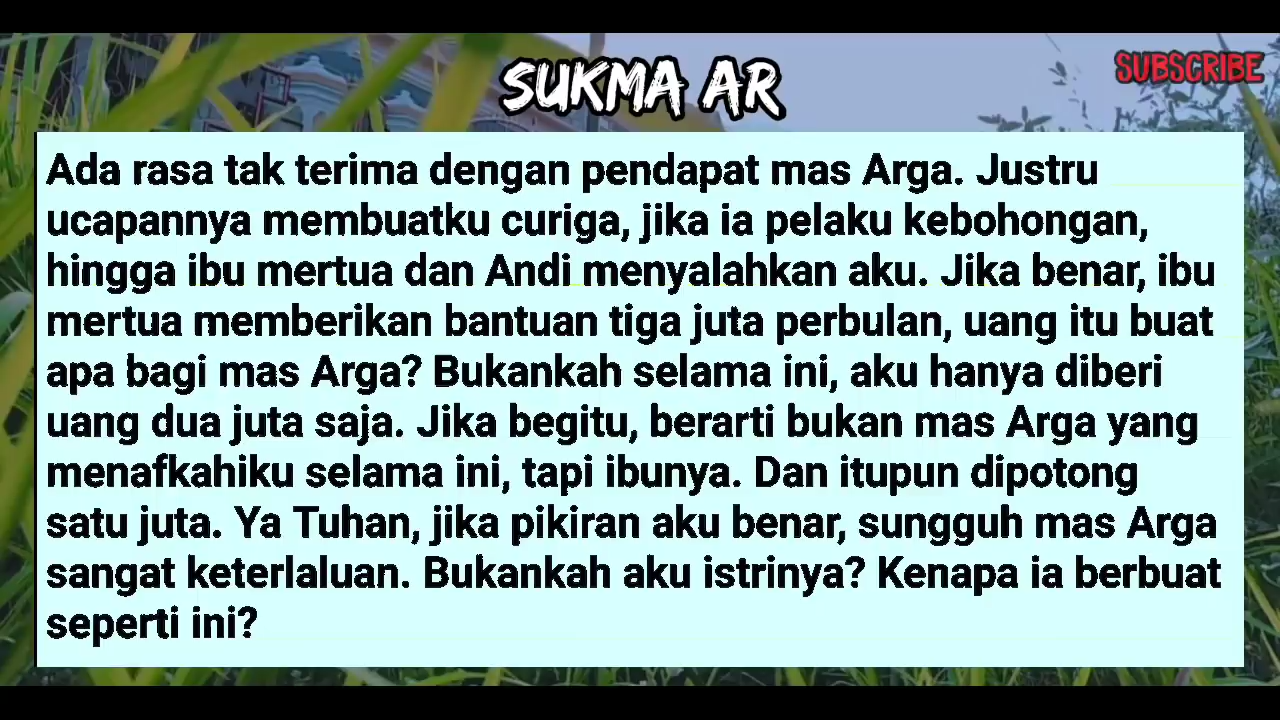 SUKMA AR
SUBSCRIBE
Ada rasa tak terima dengan pendapat mas Arga. Justru
ucapannya membuatku curiga, jika ia pelaku kebohongan,
hingga ibu mertua dan Andi menyalahkan aku. Jika benar, ibu
mertua memberikan bantuan tiga juta perbulan, uang itu buat
apa bagi mas Arga? Bukankah selama ini, aku hanya diberi
uang dua juta saja. Jika begitu, berarti bukan mas Arga yang
menafkahiku selama ini, tapi ibunya. Dan itupun dipotong
satu juta. Ya Tuhan, jika pikiran aku benar, sungguh mas Arga
sangat keterlaluan. Bukankah aku istrinya? Kenapa ia berbuat
seperti ini?